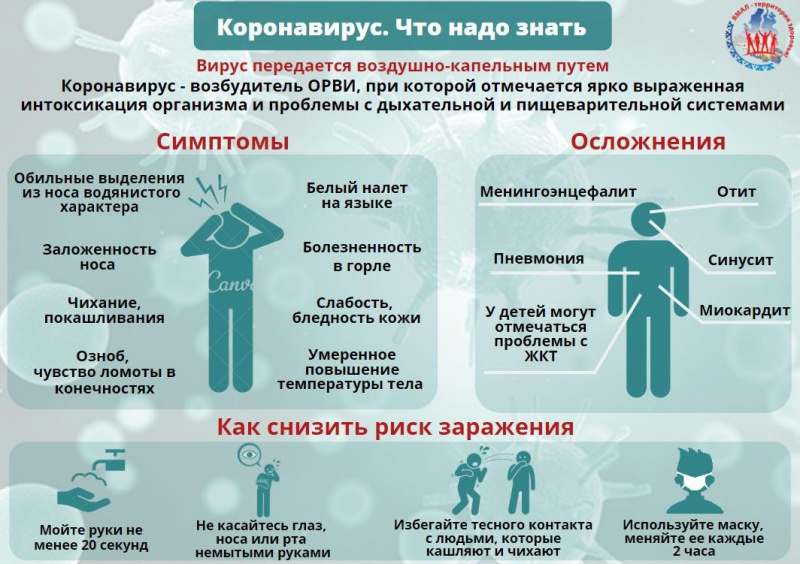 Коронавирус. Что надо знать
ЯМАЛ - территория здоровья!
Вирус передается воздушно-капельным путем
Коронавирус - возбудитель ОРВИ, при которой отмечается ярко выраженная
интоксикация организма и проблемы с дыхательной и пищеварительной системами
Симптомы
Обильные выделения
из носа водянистого
характера
Заложенность
носа
Чихание,
покашливания
Озноб,
чувство ломоты в
конечностях
Canva
Белый налет
на языке
Болезненность
в горле
Слабость,
бледность кожи
Умеренное
повышение
температуры тела
Осложнения
Менингоэнцефалит
Пневмония
У детей могут
отмечаться
проблемы с
ЖКТ
Отит
Синусит
Миокардит
Как снизить риск заражения
Мойте руки не
менее 20 секунд
Не касайтесь глаз,
носа или рта
немытыми руками
Избегайте тесного контакта
с людьми, которые
кашляют и чихают
Используйте маску,
меняйте ее каждые
2 часа